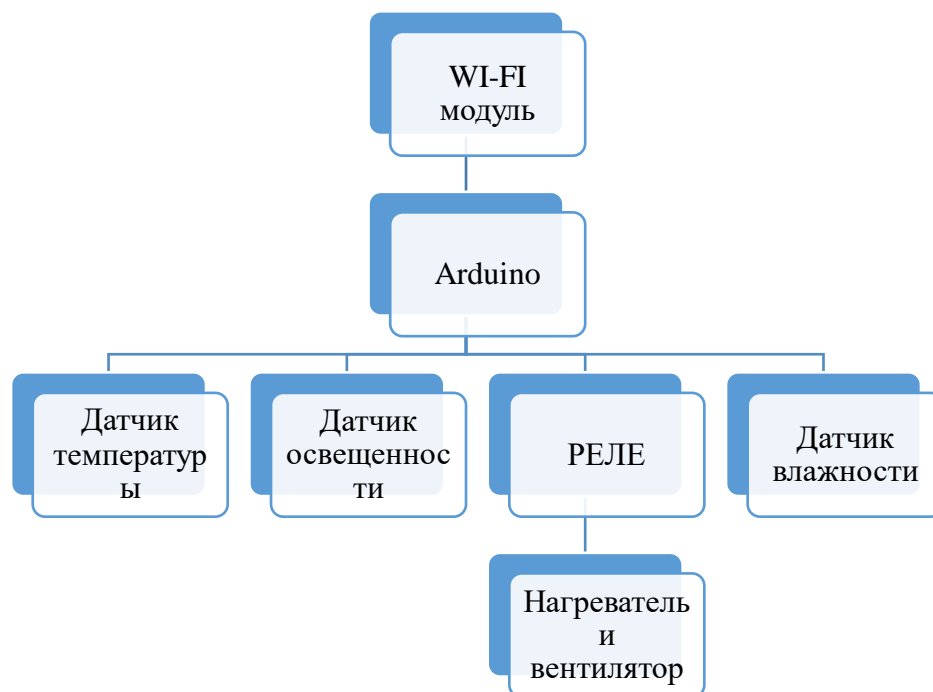 WI-FI
модуль
Arduino
Датчик
температур
ы
Датчик
освещеннос
ти
РЕЛЕ
Датчик
влажности
Нагреватель
и
вентилятор